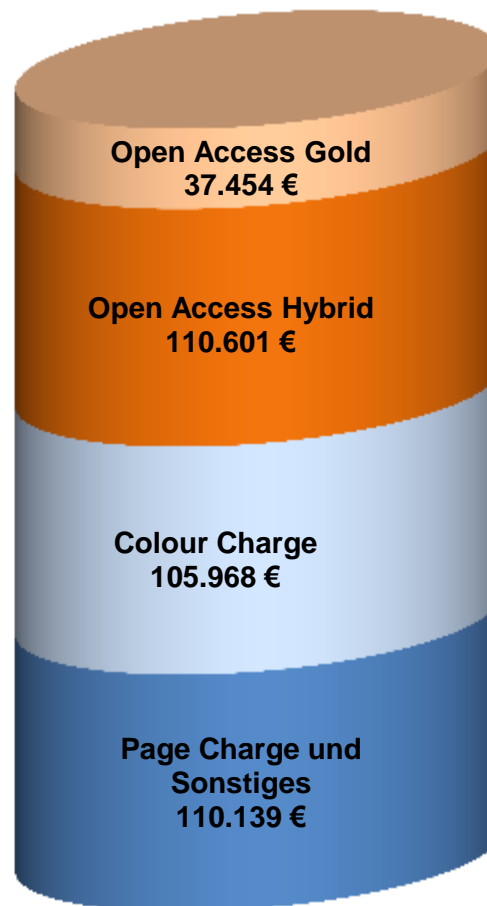 Open Access Gold
37.454 €
Open Access Hybrid
110.601 €
Colour Charge
105.968 €
Page Charge und
Sonstiges
110.139 €